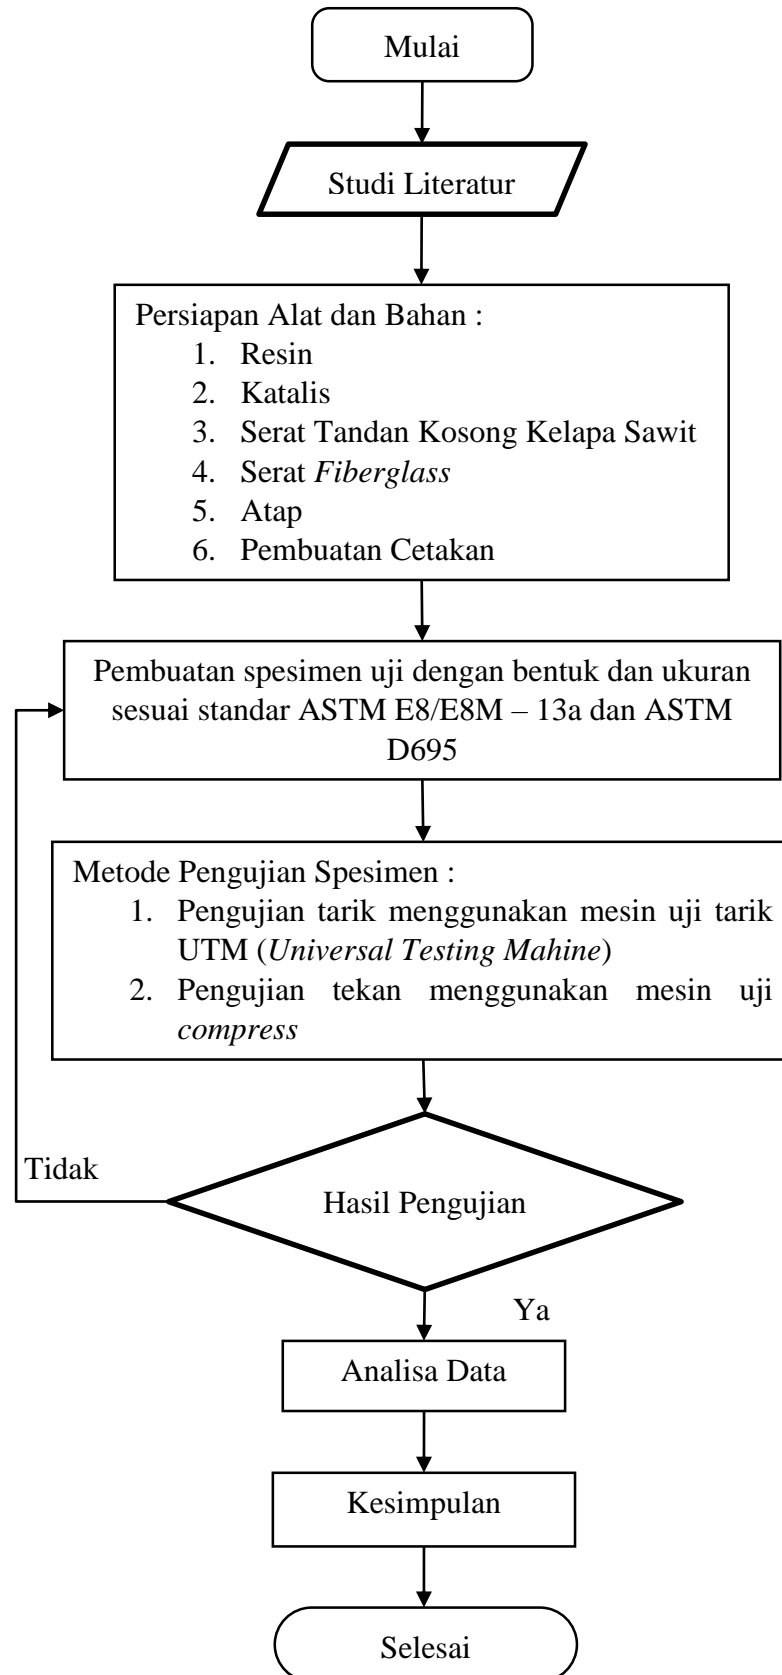 Mulai
Studi Literatur
Persiapan Alat dan Bahan :
1. Resin
2. Katalis
3. Serat Tandan Kosong Kelapa Sawit
4. Serat Fiberglass
5. Atap
6. Pembuatan Cetakan
Pembuatan spesimen uji dengan bentuk dan ukuran
sesuai standar ASTM E8/E8M – 13a dan ASTM
D695
Metode Pengujian Spesimen :
1. Pengujian tarik menggunakan mesin uji tarik
UTM (Universal Testing Mahine)
2. Pengujian tekan menggunakan mesin uji
compress
Tidak
Hasil Pengujian
Ya
Analisa Data
Kesimpulan
Selesai